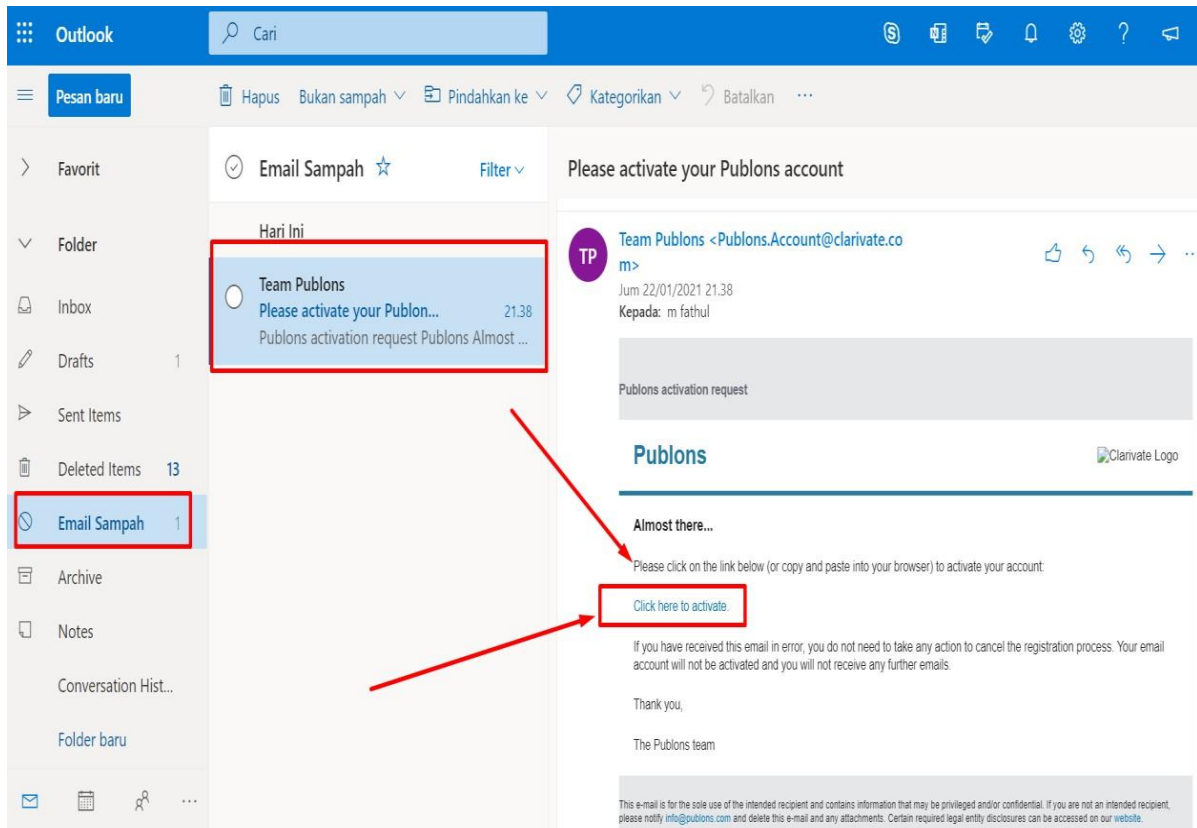 Outlook
Cari
Pesan baru
Hapus Bukan sampah Pindahkan ke Kategorikan Batalkan ...
Favorit
Folder
Inbox
Drafts 1
Sent Items
Deleted Items 13
Email Sampah 1
Archive
Notes
Conversation Hist...
Folder baru
Email Sampah Filter
Hari Ini
Team Publons
Please activate your Publon... 21.38
Publons activation request Publons Almost ...
Please activate your Publons account
TP
Team Publons <Publons.Account@clarivate.co
m>
Jum 22/01/2021 21.38
Kepada: m fathul
Publons activation request
Publons
Clarivate Logo
Almost there...
Please click on the link below (or copy and paste into your browser) to activate your account:
Click here to activate.
If you have received this email in error, you do not need to take any action to cancel the registration process. Your email
account will not be activated and you will not receive any further emails.
Thank you,
The Publons team
This e-mail is for the sole use of the intended recipient and contains information that may be privileged and/or confidential. If you are not an intended recipient,
please notify info@publons.com and delete this e-mail and any attachments. Certain required legal entity disclosures can be accessed on our website.